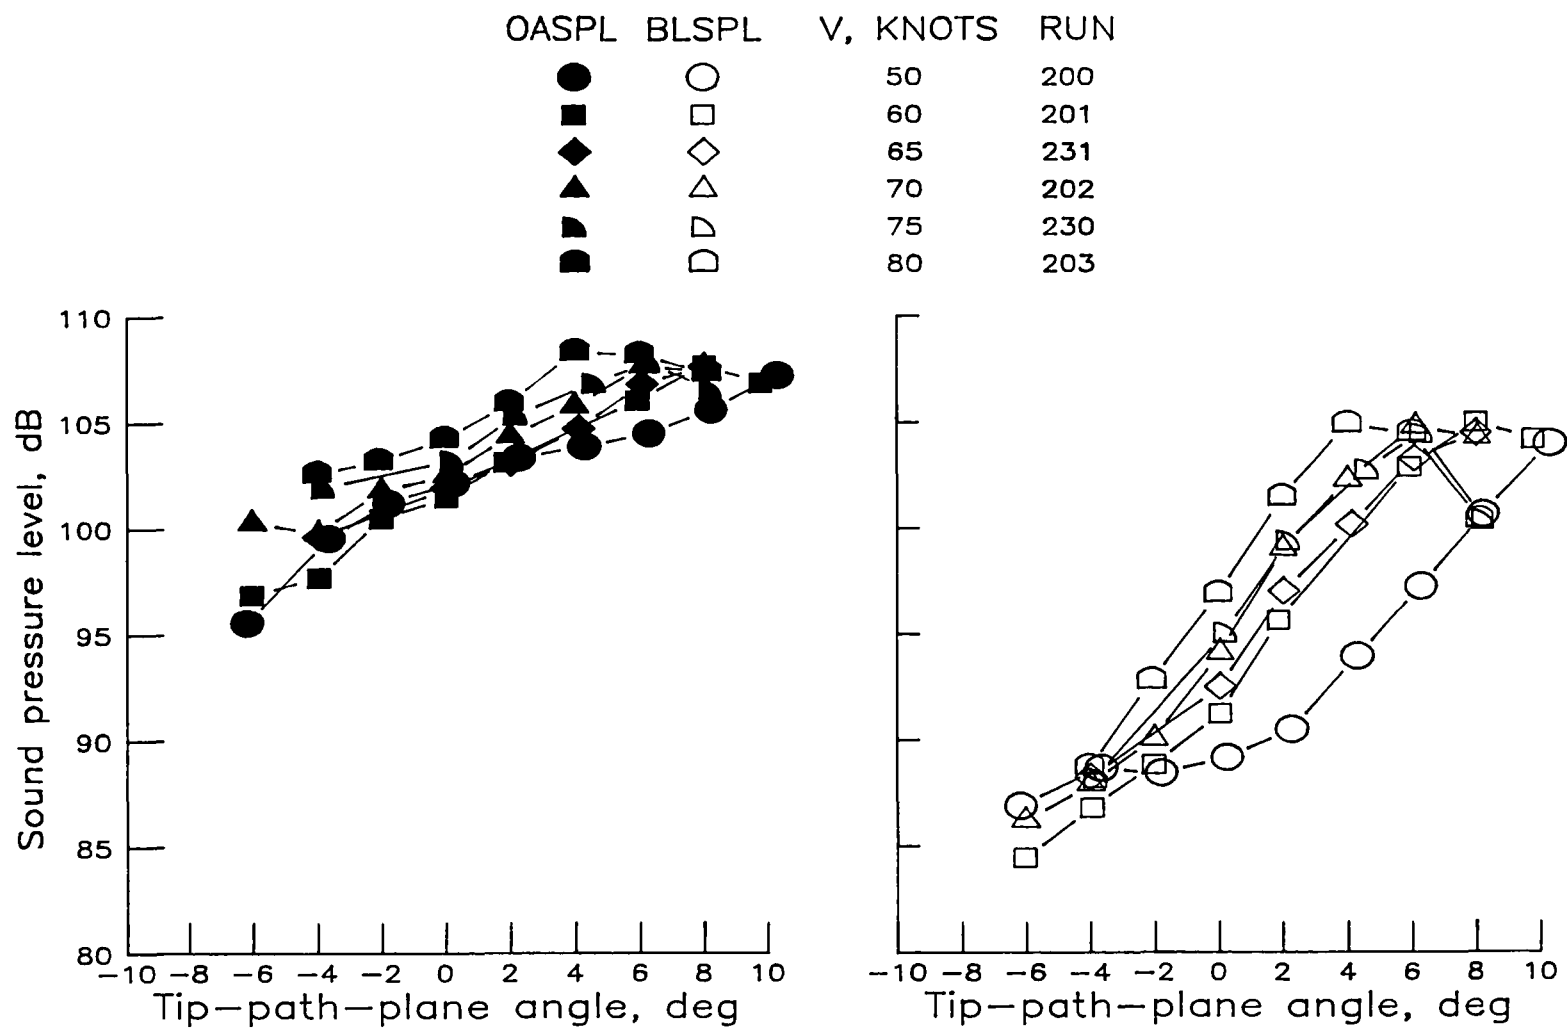 OASPL BLSPL V, KNOTS RUN
50 200
60 201
65 231
70 202
75 230
80 203
110
105
100
95
90
85
80
Sound pressure level, dB
−10 −8 −6 −4 −2 0 2 4 6 8 10
Tip−path−plane angle, deg
−10 −8 −6 −4 −2 0 2 4 6 8 10
Tip−path−plane angle, deg